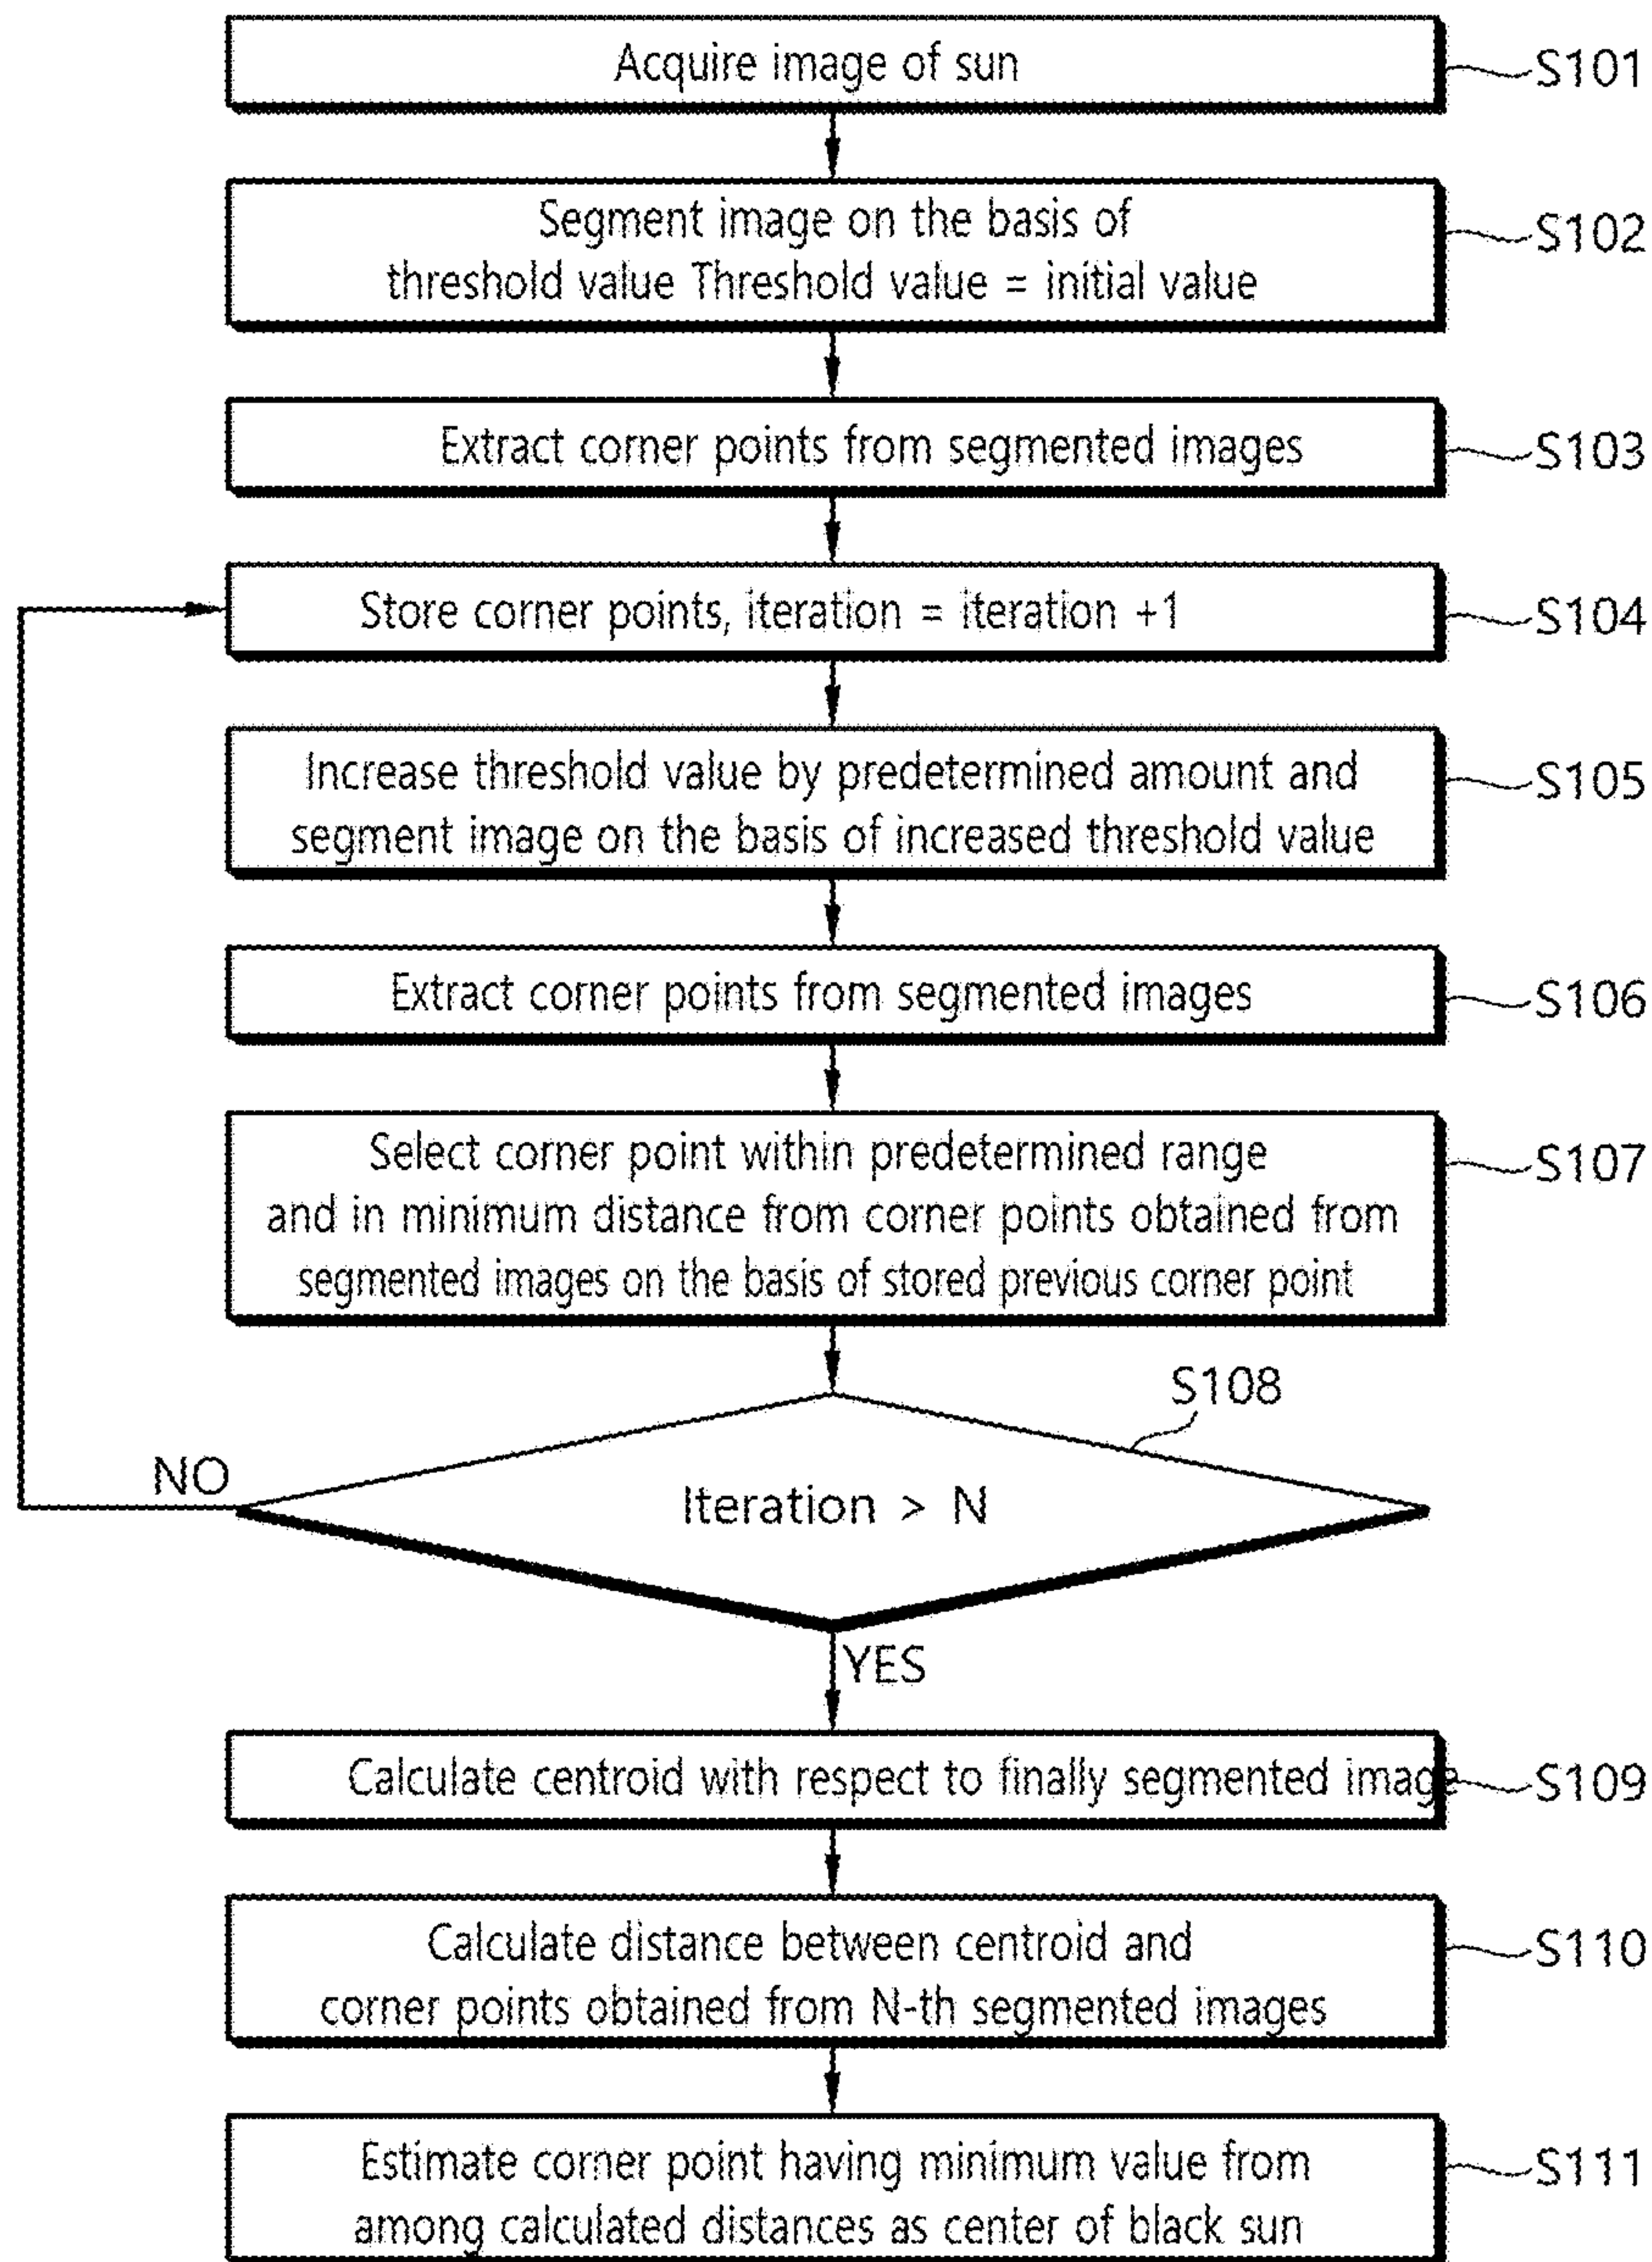 Acquire image of sun
S101
Segment image on the basis of
threshold value Threshold value = initial value
S102
Extract corner points from segmented images
S103
Store corner points, iteration = iteration +1
S104
Increase threshold value by predetermined amount and
segment image on the basis of increased threshold value
S105
Extract corner points from segmented images
S106
Select corner point within predetermined range
and in minimum distance from corner points obtained from
segmented images on the basis of stored previous corner point
S107
S108
NO
Iteration > N
YES
Calculate centroid with respect to finally segmented image
S109
Calculate distance between centroid and
corner points obtained from N-th segmented images
S110
Estimate corner point having minimum value from
among calculated distances as center of black sun
S111